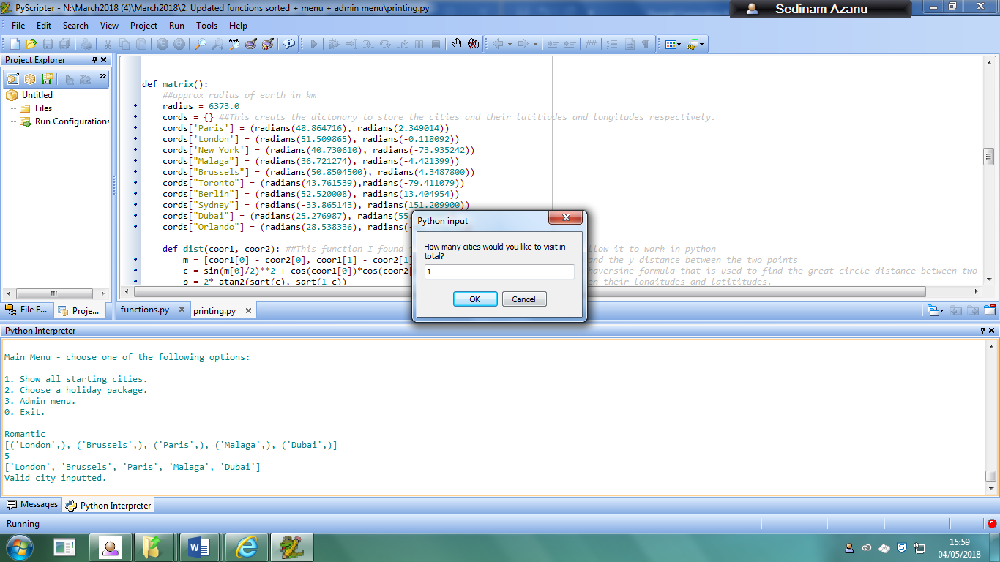 PyScripter - N:\March2018 (4)\March2018\2. Updated functions sorted + menu + admin menu\printing.py
Sedinam Azanu
File Edit Search View Project Run Tools Help
Project Explorer
Untitled
Files
Run Configurations
def matrix():
##approx radius of earth in km
radius = 6373.0
cords = {} ##This creats the dictonary to store the cities and their latitiudes and longitudes respectively.
cords['Paris'] = (radians(48.864716), radians(2.349014))
cords['London'] = (radians(51.509865), radians(-0.118092))
cords['New York'] = (radians(40.730610), radians(-73.935242))
cords["Malaga"] = (radians(36.721274), radians(-4.421399))
cords["Brussels"] = (radians(50.8504500), radians(4.3487800))
cords["Toronto"] = (radians(43.761539),radians(-79.411079))
cords["Berlin"] = (radians(52.520008), radians(13.404954))
cords["Sydney"] = (radians(-33.865143), radians(151.209900))
cords["Dubai"] = (radians(25.276987), radians(55
cords["Orlando"] = (radians(28.538336), radians(-
def dist(coor1, coor2): ##This function I found llow it to work in python
m = [coor1[0] - coor2[0], coor1[1] - coor2[1 and the y distance between the two points
c = sin(m[0]/2)**2 + cos(coor1[0])*cos(coor2[ haversine formula that is used to find the great-circle distance between two
p = 2* atan2(sqrt(c), sqrt(1-c)) en their longitudes and latititudes.
Python input
How many cities would you like to visit in
total?
1
OK Cancel
File E... Proje...
functions.py printing.py
Python Interpreter
Main Menu - choose one of the following options:
1. Show all starting cities.
2. Choose a holiday package.
3. Admin menu.
0. Exit.
Romantic
[('London',), ('Brussels',), ('Paris',), ('Malaga',), ('Dubai',)]
5
['London', 'Brussels', 'Paris', 'Malaga', 'Dubai']
Valid city inputted.
Messages Python Interpreter
Running
15:59
04/05/2018